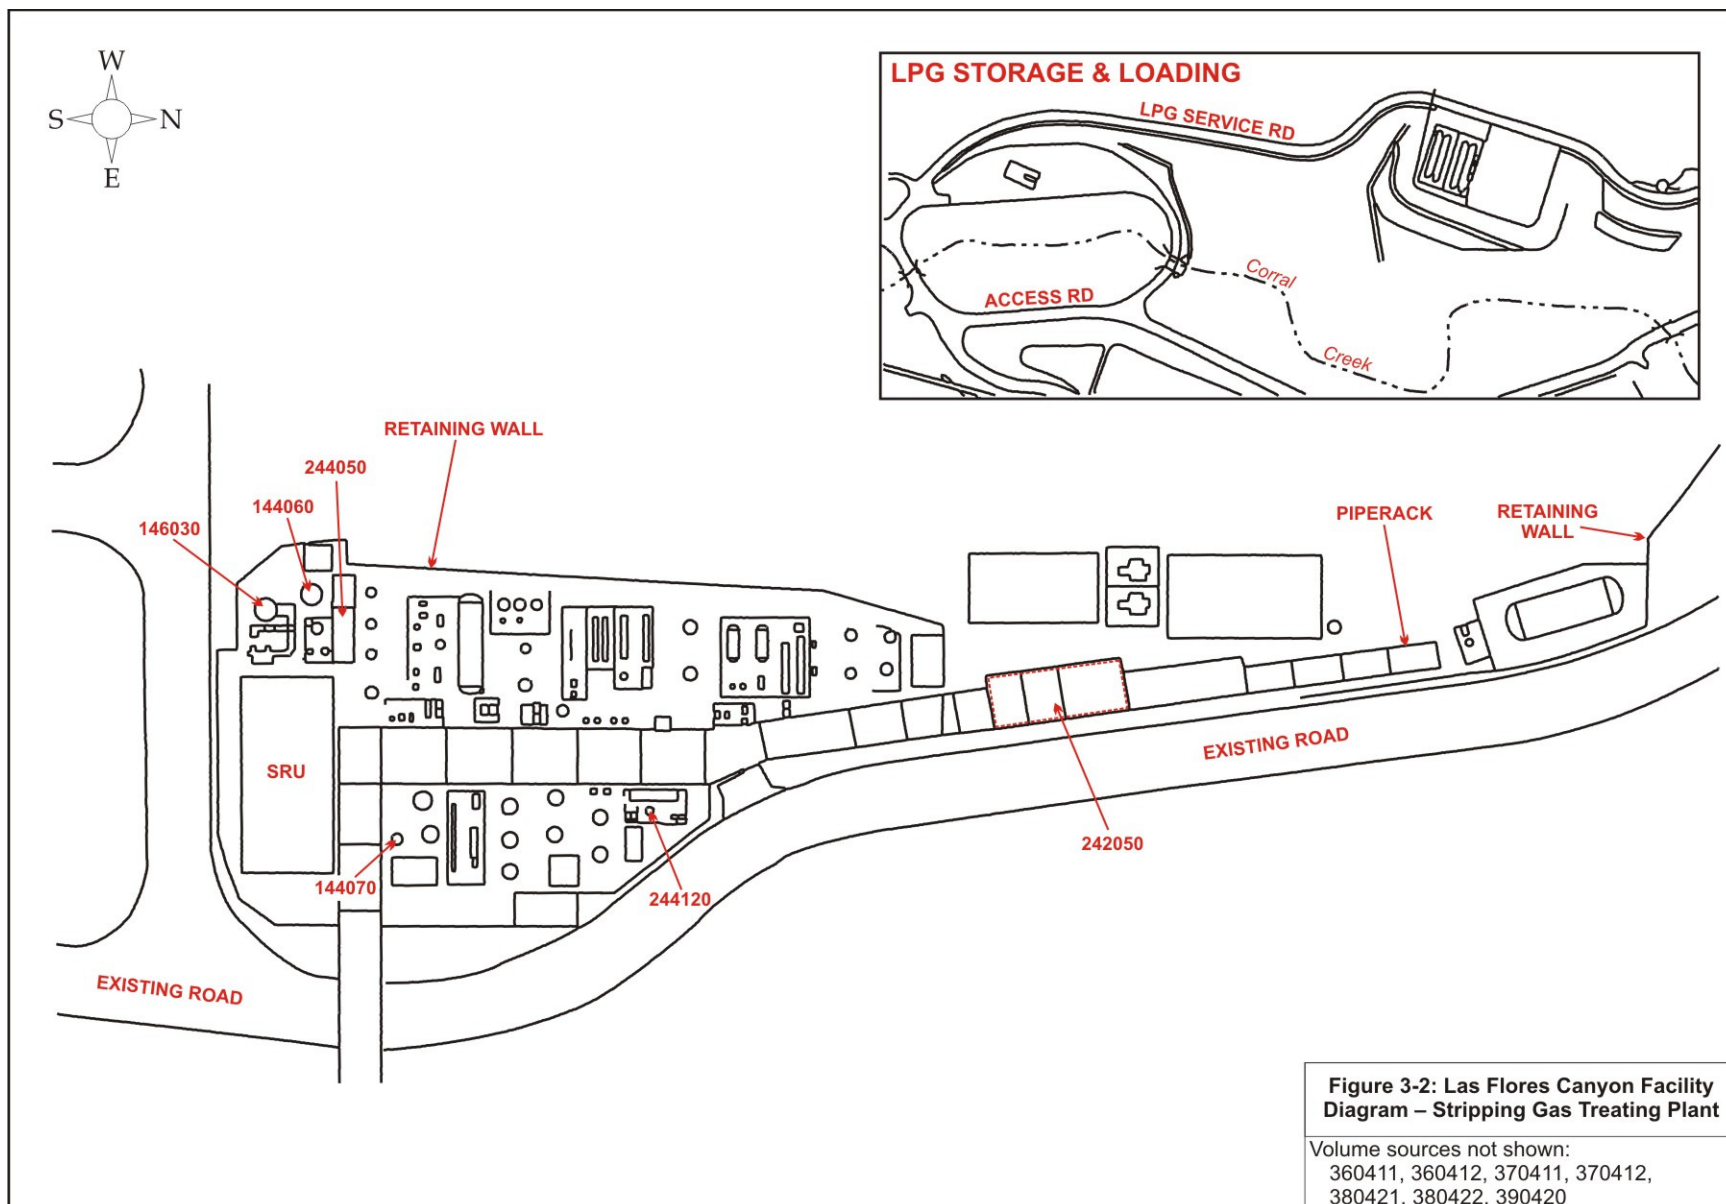 W
S N
E
LPG STORAGE & LOADING
LPG SERVICE RD
ACCESS RD
Corral
Creek
RETAINING WALL
244050
144060
146030
PIPERACK
RETAINING
WALL
SRU
EXISTING ROAD
242050
144070
244120
EXISTING ROAD
Figure 3-2: Las Flores Canyon Facility
Diagram – Stripping Gas Treating Plant
Volume sources not shown:
360411, 360412, 370411, 370412,
380421, 380422, 390420